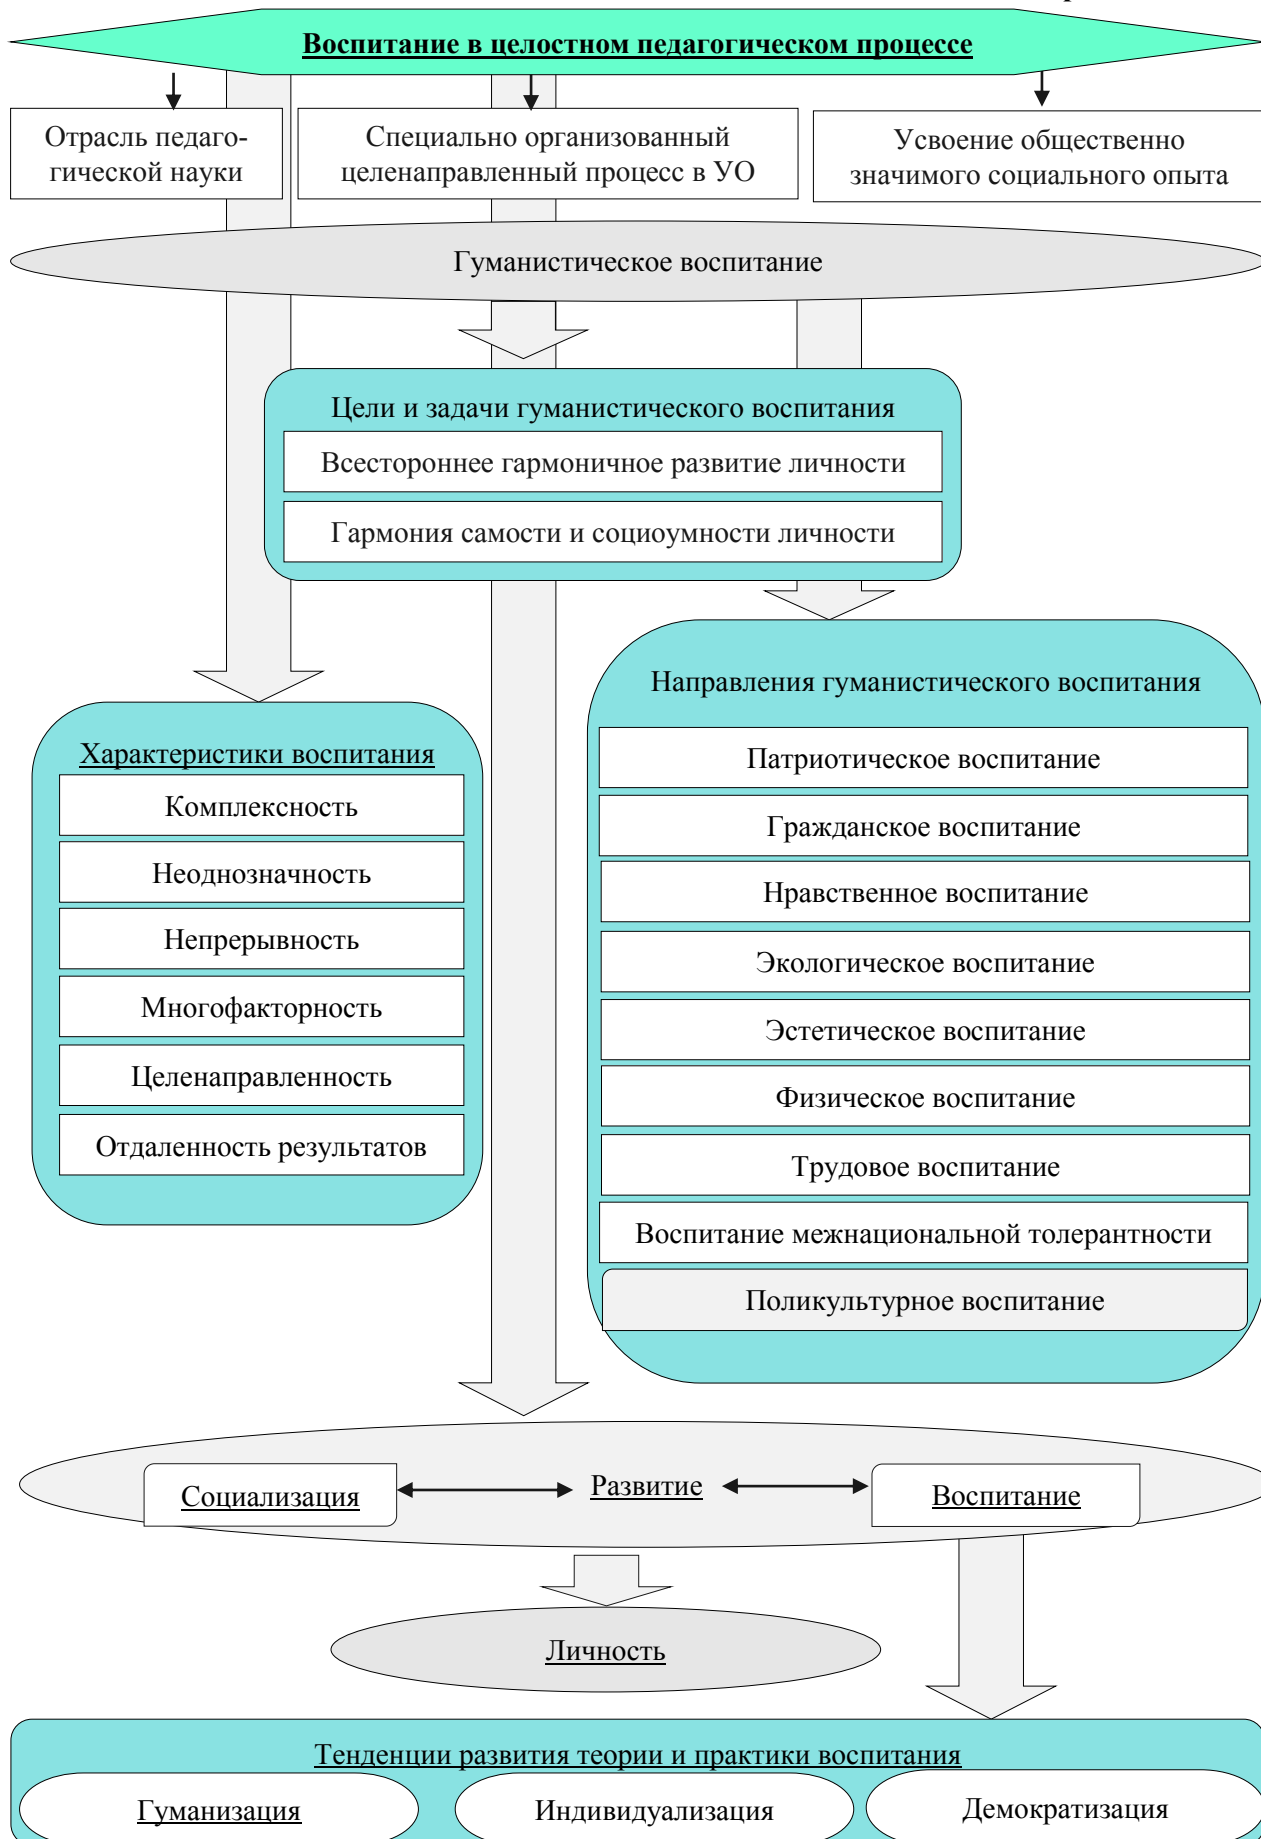 Воспитание в целостном педагогическом процессе
Отрасль педаго-
гической науки
Специально организованный
целенаправленный процесс в УО
Усвоение общественно
значимого социального опыта
Гуманистическое воспитание
Цели и задачи гуманистического воспитания
Всестороннее гармоничное развитие личности
Гармония самости и социоумности личности
Характеристики воспитания
Комплексность
Неоднозначность
Непрерывность
Многофакторность
Целенаправленность
Отдаленность результатов
Направления гуманистического воспитания
Патриотическое воспитание
Гражданское воспитание
Нравственное воспитание
Экологическое воспитание
Эстетическое воспитание
Физическое воспитание
Трудовое воспитание
Воспитание межнациональной толерантности
Поликультурное воспитание
Социализация
Развитие
Воспитание
Личность
Тенденции развития теории и практики воспитания
Гуманизация
Индивидуализация
Демократизация